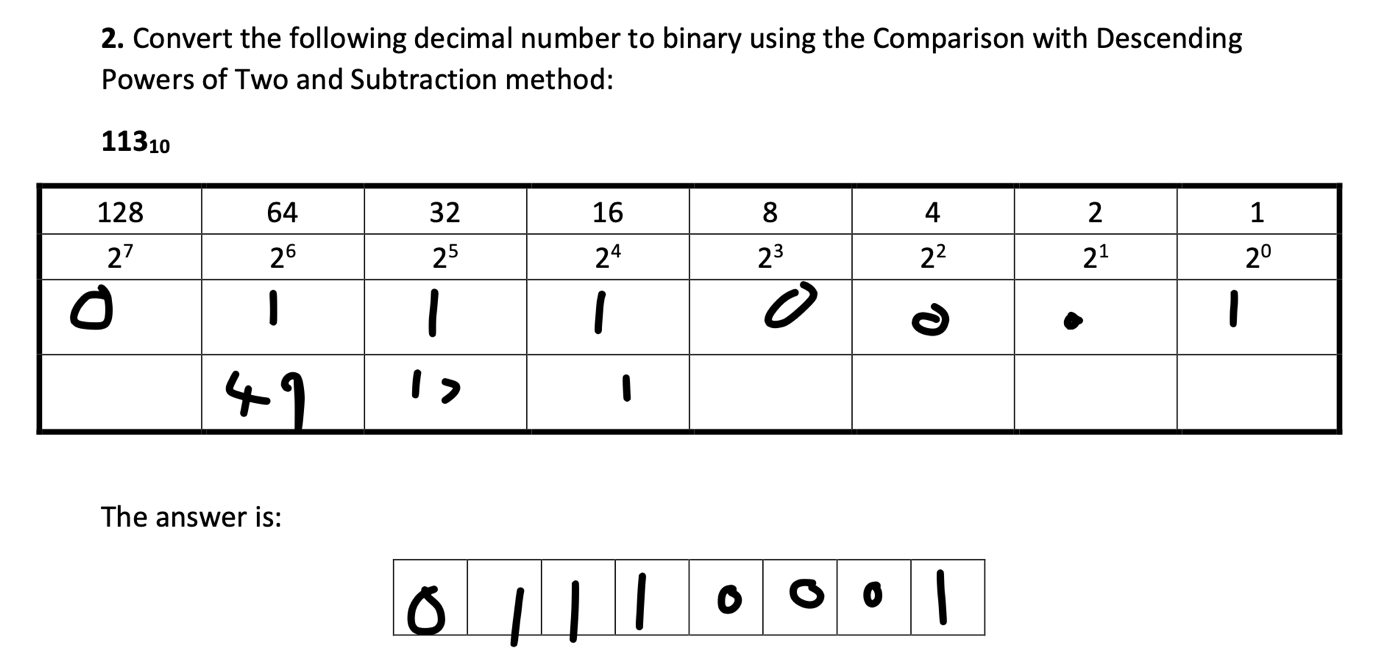 2. Convert the following decimal number to binary using the Comparison with Descending
Powers of Two and Subtraction method:
113₁₀
128 64 32 16 8 4 2 1
2⁷ 2⁶ 2⁵ 2⁴ 2³ 2² 2¹ 2⁰
0 1 1 1 0 0 0 1
49 17 1
The answer is:
0 1 1 1 0 0 0 1